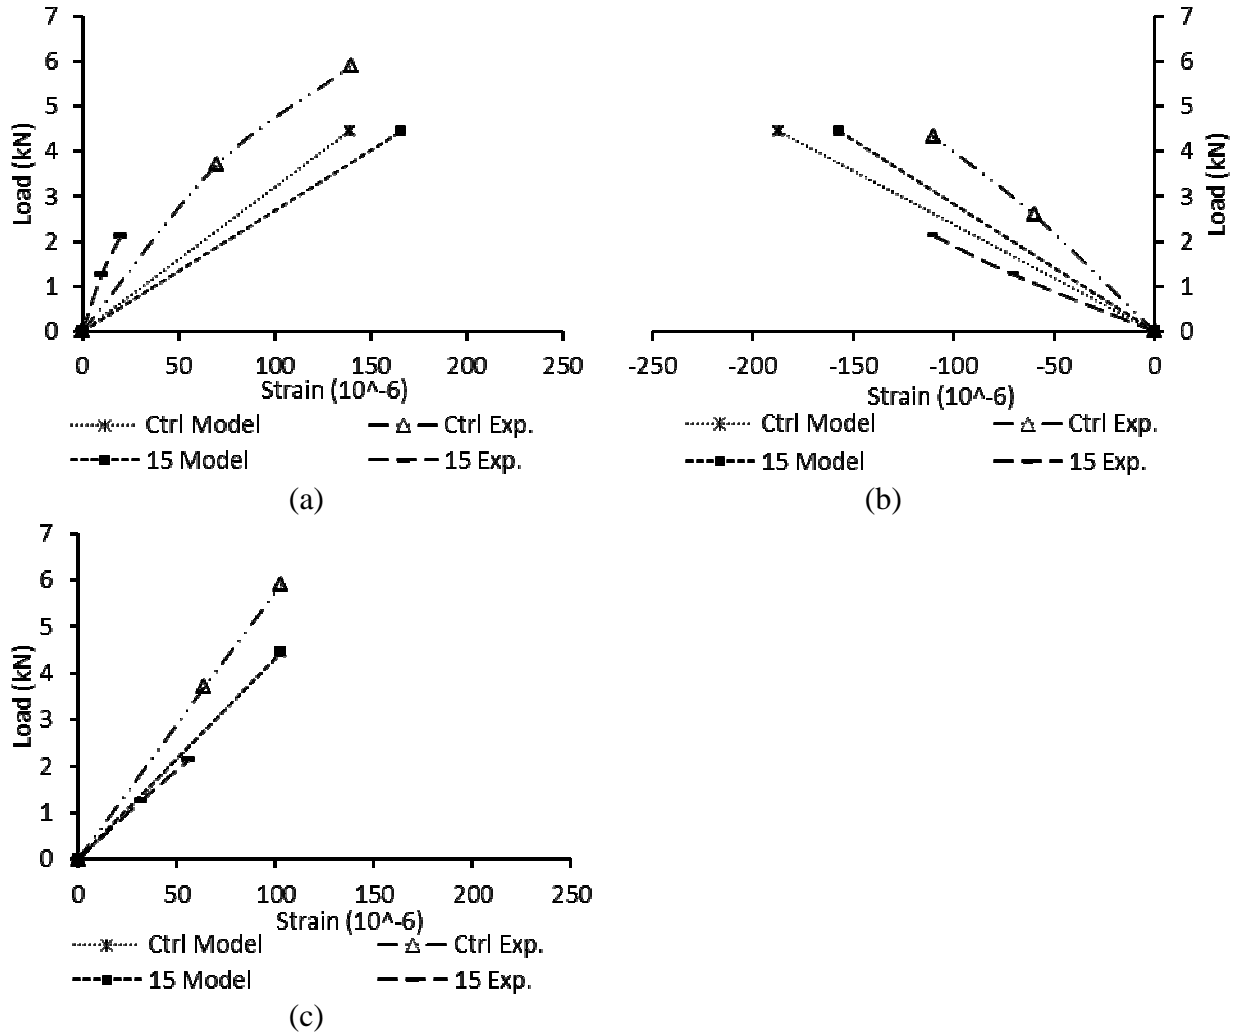 7
6
5
4
3
2
1
0
Load (kN)
0 50 100 150 200 250
Strain (10^-6)
Ctrl Model Ctrl Exp.
15 Model 15 Exp.
(a)
7
6
5
4
3
2
1
0
Load (kN)
-250 -200 -150 -100 -50 0
Strain (10^-6)
Ctrl Model Ctrl Exp.
15 Model 15 Exp.
(b)
7
6
5
4
3
2
1
0
Load (kN)
0 50 100 150 200 250
Strain (10^-6)
Ctrl Model Ctrl Exp.
15 Model 15 Exp.
(c)